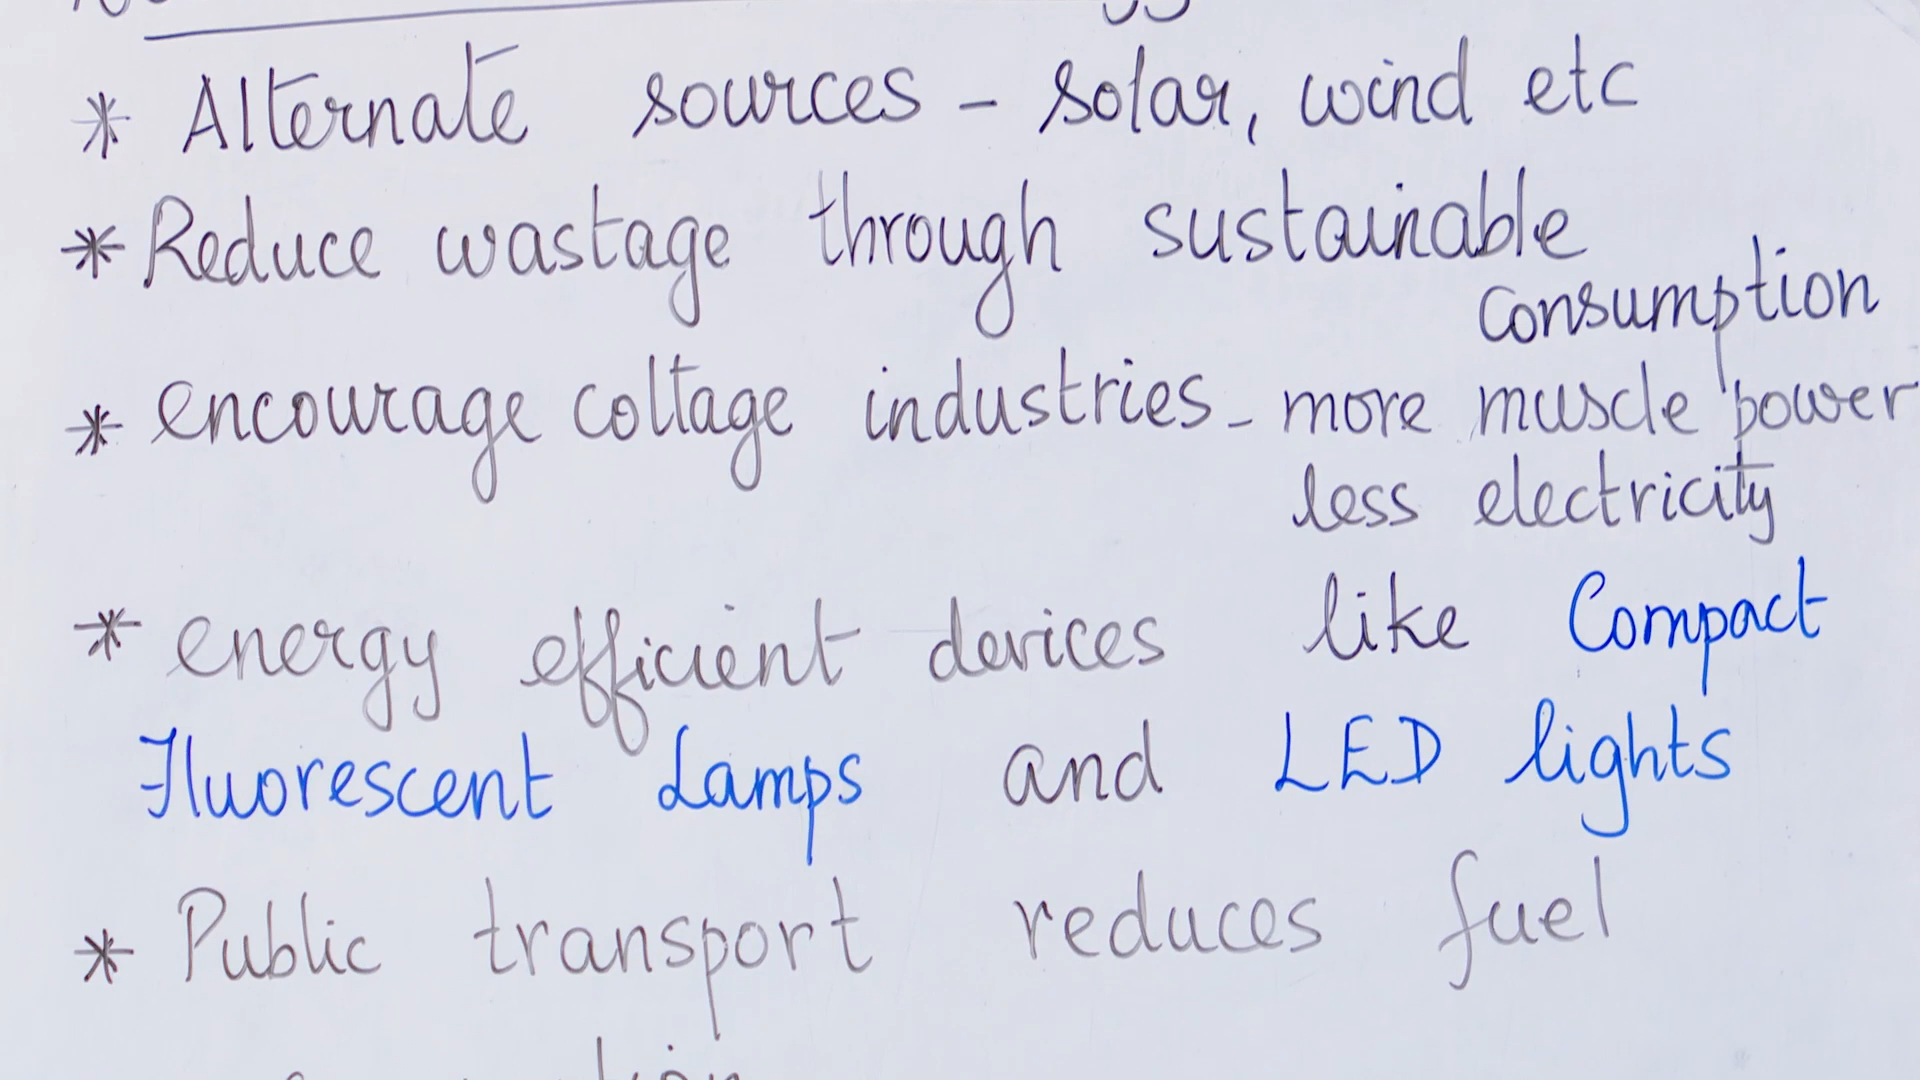 * Alternate sources - solar, wind etc
* Reduce wastage through sustainable
consumption
* encourage cottage industries - more muscle power
less electricity
* energy efficient devices like Compact
Fluorescent Lamps and LED lights
* Public transport reduces fuel